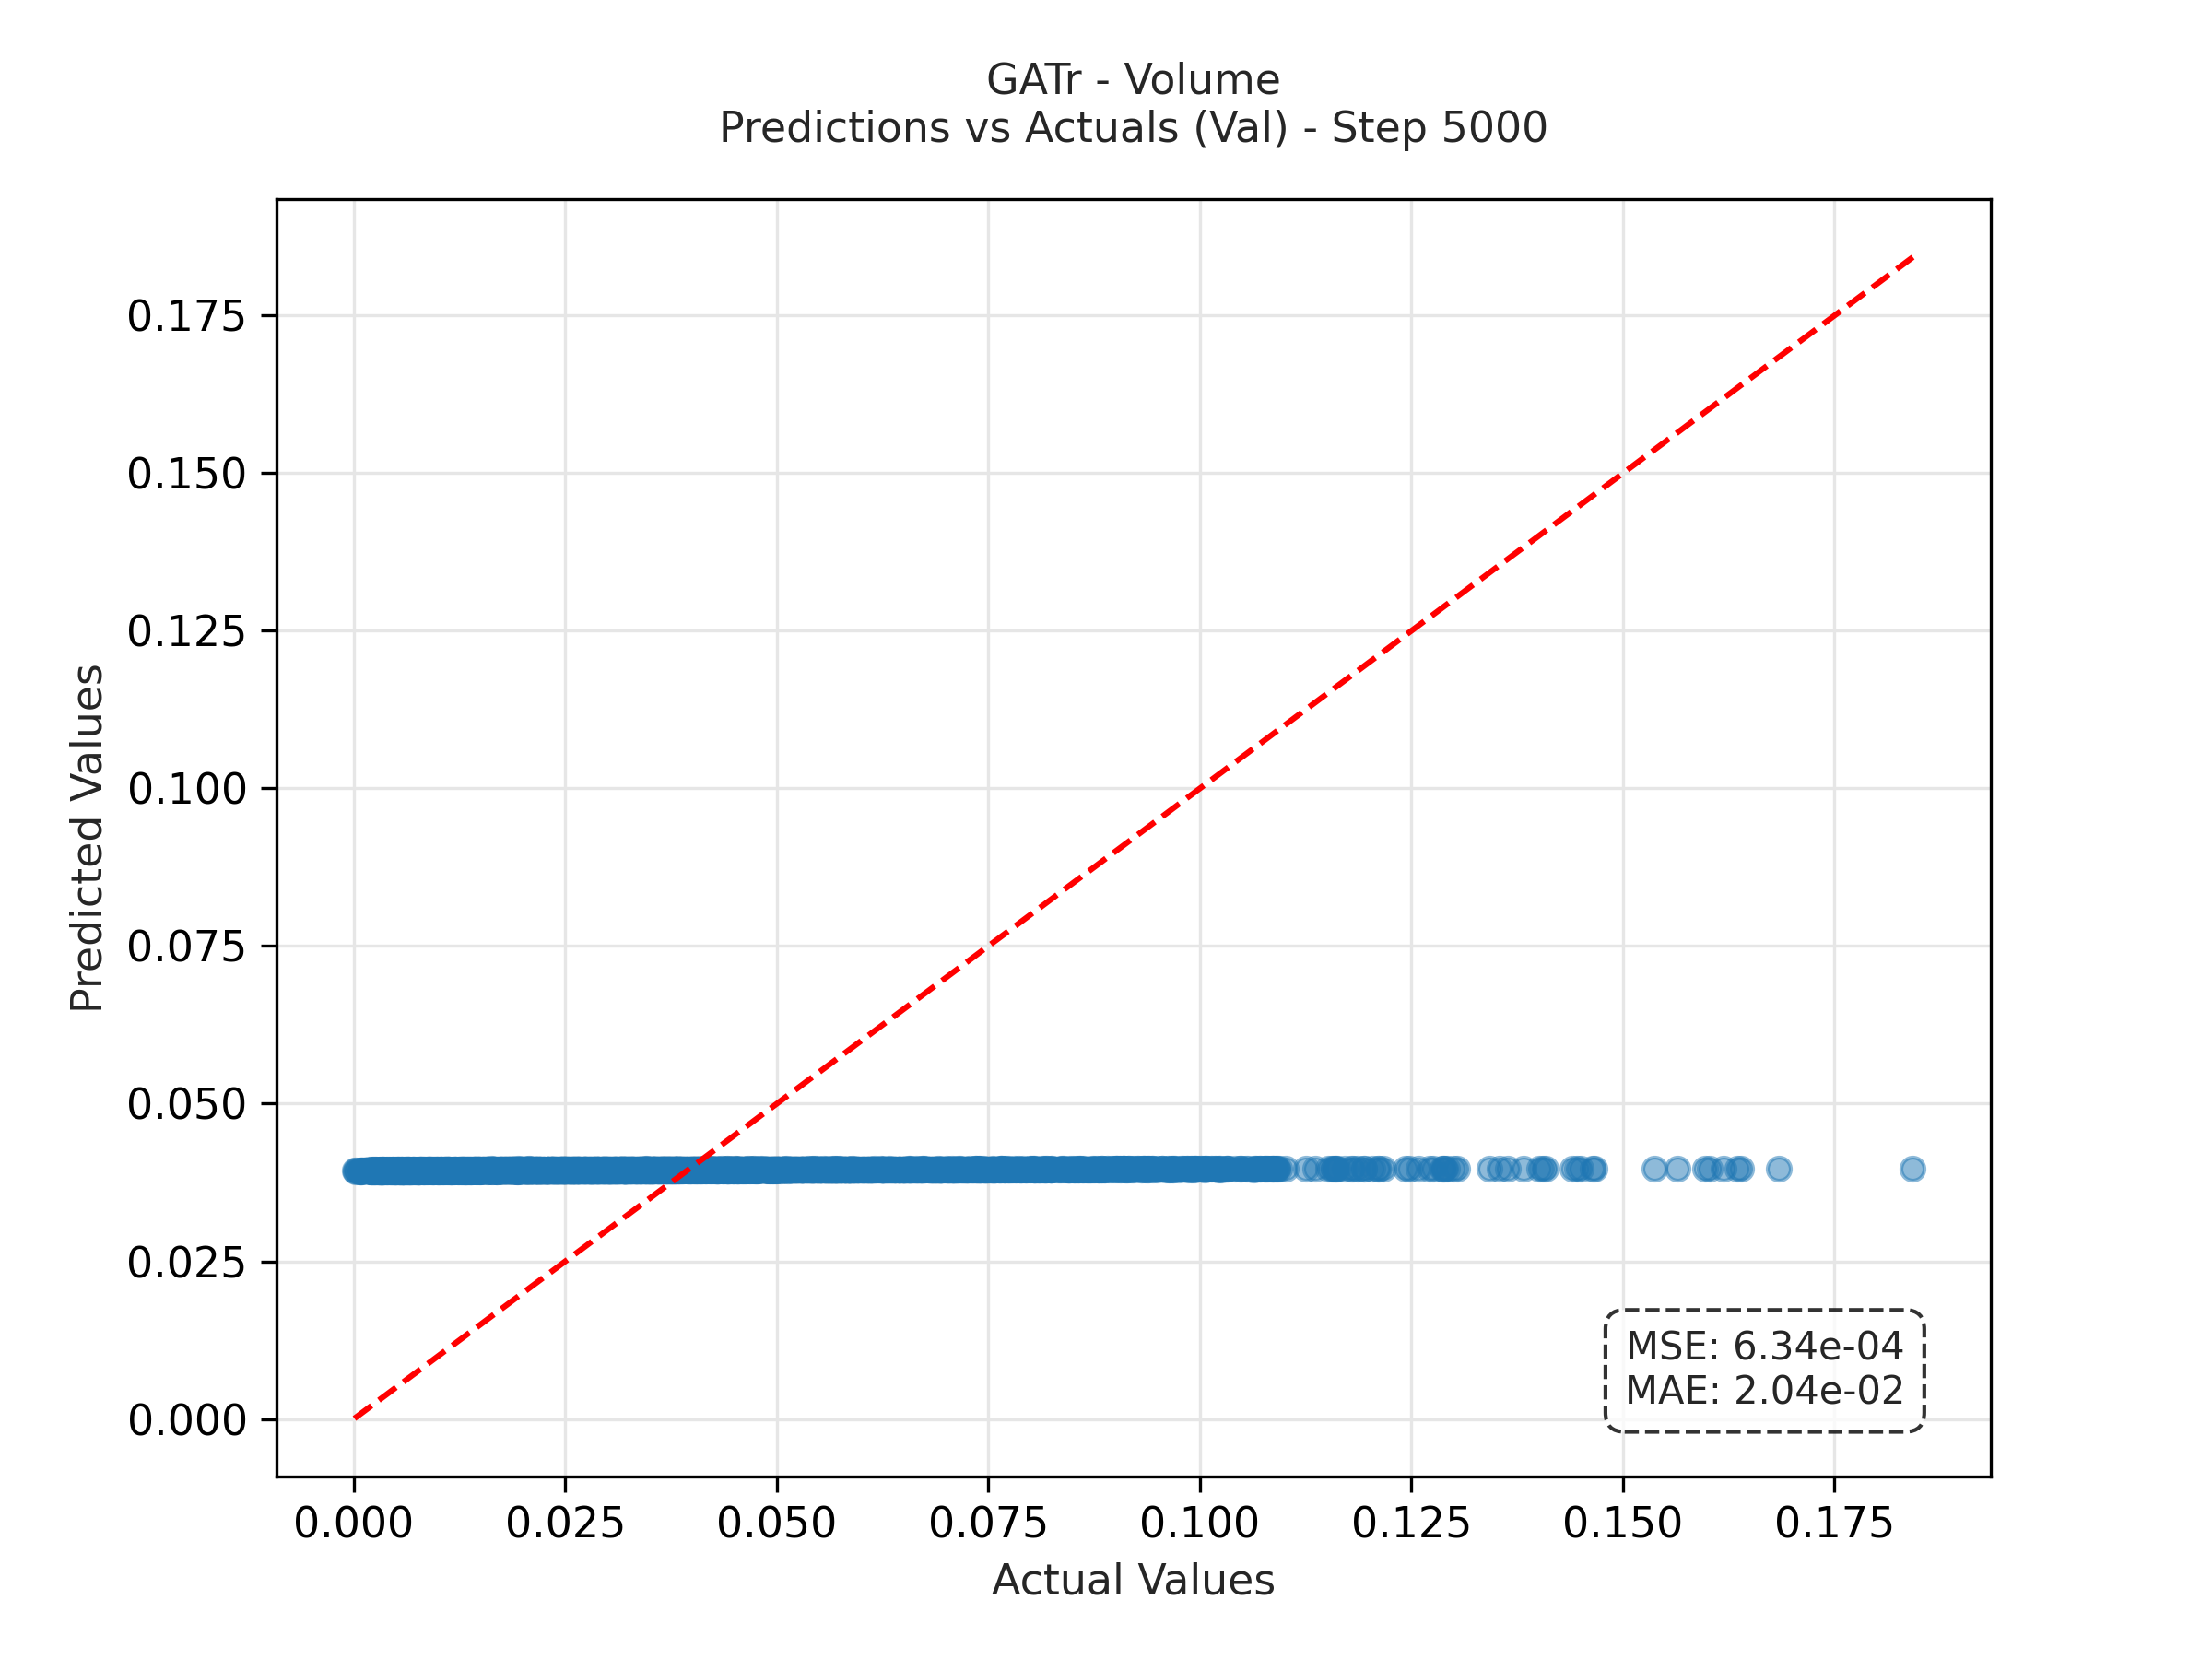 GATr - Volume
Predictions vs Actuals (Val) - Step 5000
Predicted Values
0.175
0.150
0.125
0.100
0.075
0.050
0.025
0.000
MSE: 6.34e-04
MAE: 2.04e-02
0.000 0.025 0.050 0.075 0.100 0.125 0.150 0.175
Actual Values